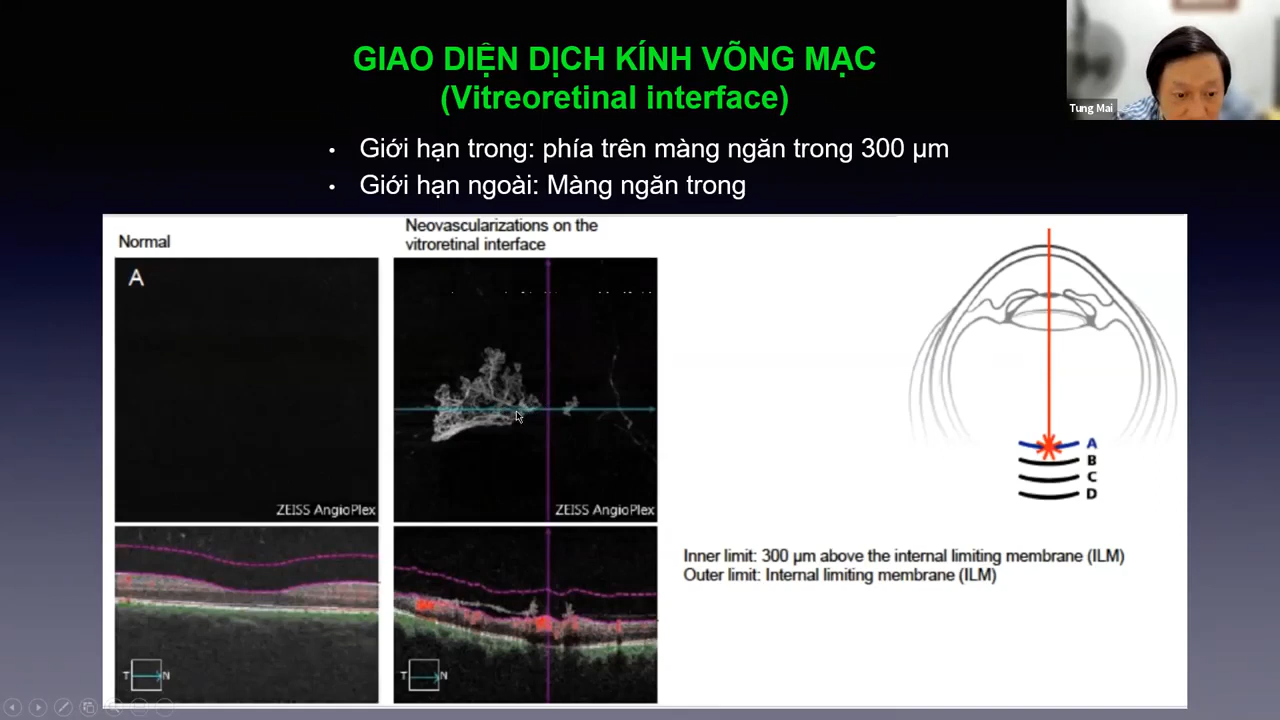 GIAO DIỆN DỊCH KÍNH VÕNG MẠC
(Vitreoretinal interface)
Tung Mai
• Giới hạn trong: phía trên màng ngăn trong 300 µm
• Giới hạn ngoài: Màng ngăn trong
Normal
Neovascularizations on the
vitroretinal interface
A
ZEISS AngioPlex
ZEISS AngioPlex
A
B
C
D
Inner limit: 300 µm above the internal limiting membrane (ILM)
Outer limit: Internal limiting membrane (ILM)
T N
T N